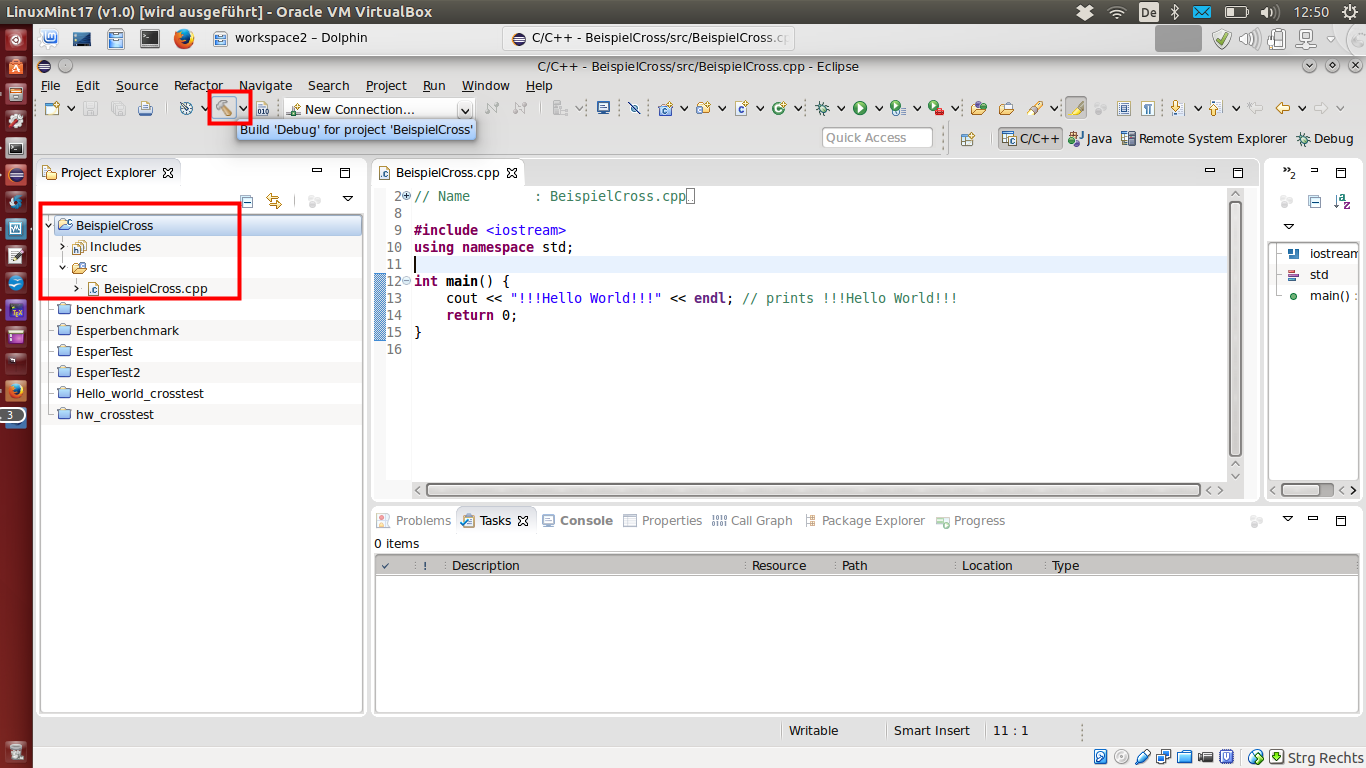 LinuxMint17 (v1.0) [wird ausgeführt] - Oracle VM VirtualBox
De
12:50
workspace2 – Dolphin
C/C++ - BeispielCross/src/BeispielCross.cp
C/C++ - BeispielCross/src/BeispielCross.cpp - Eclipse
File Edit Source Refactor Navigate Search Project Run Window Help
010
New Connection...
Build 'Debug' for project 'BeispielCross'
Quick Access
C/C++
Java
Remote System Explorer
Debug
Project Explorer
BeispielCross
Includes
src
BeispielCross.cpp
benchmark
Esperbenchmark
EsperTest
EsperTest2
Hello_world_crosstest
hw_crosstest
3
BeispielCross.cpp
2 // Name : BeispielCross.cpp
8
9 #include <iostream>
10 using namespace std;
11
12 int main() {
13 cout << "!!!Hello World!!!" << endl; // prints !!!Hello World!!!
14 return 0;
15 }
16
»2
iostream
std
main() :
Problems Tasks Console Properties Call Graph Package Explorer Progress
0 items
! Description Resource Path Location Type
Writable Smart Insert 11 : 1
Strg Rechts